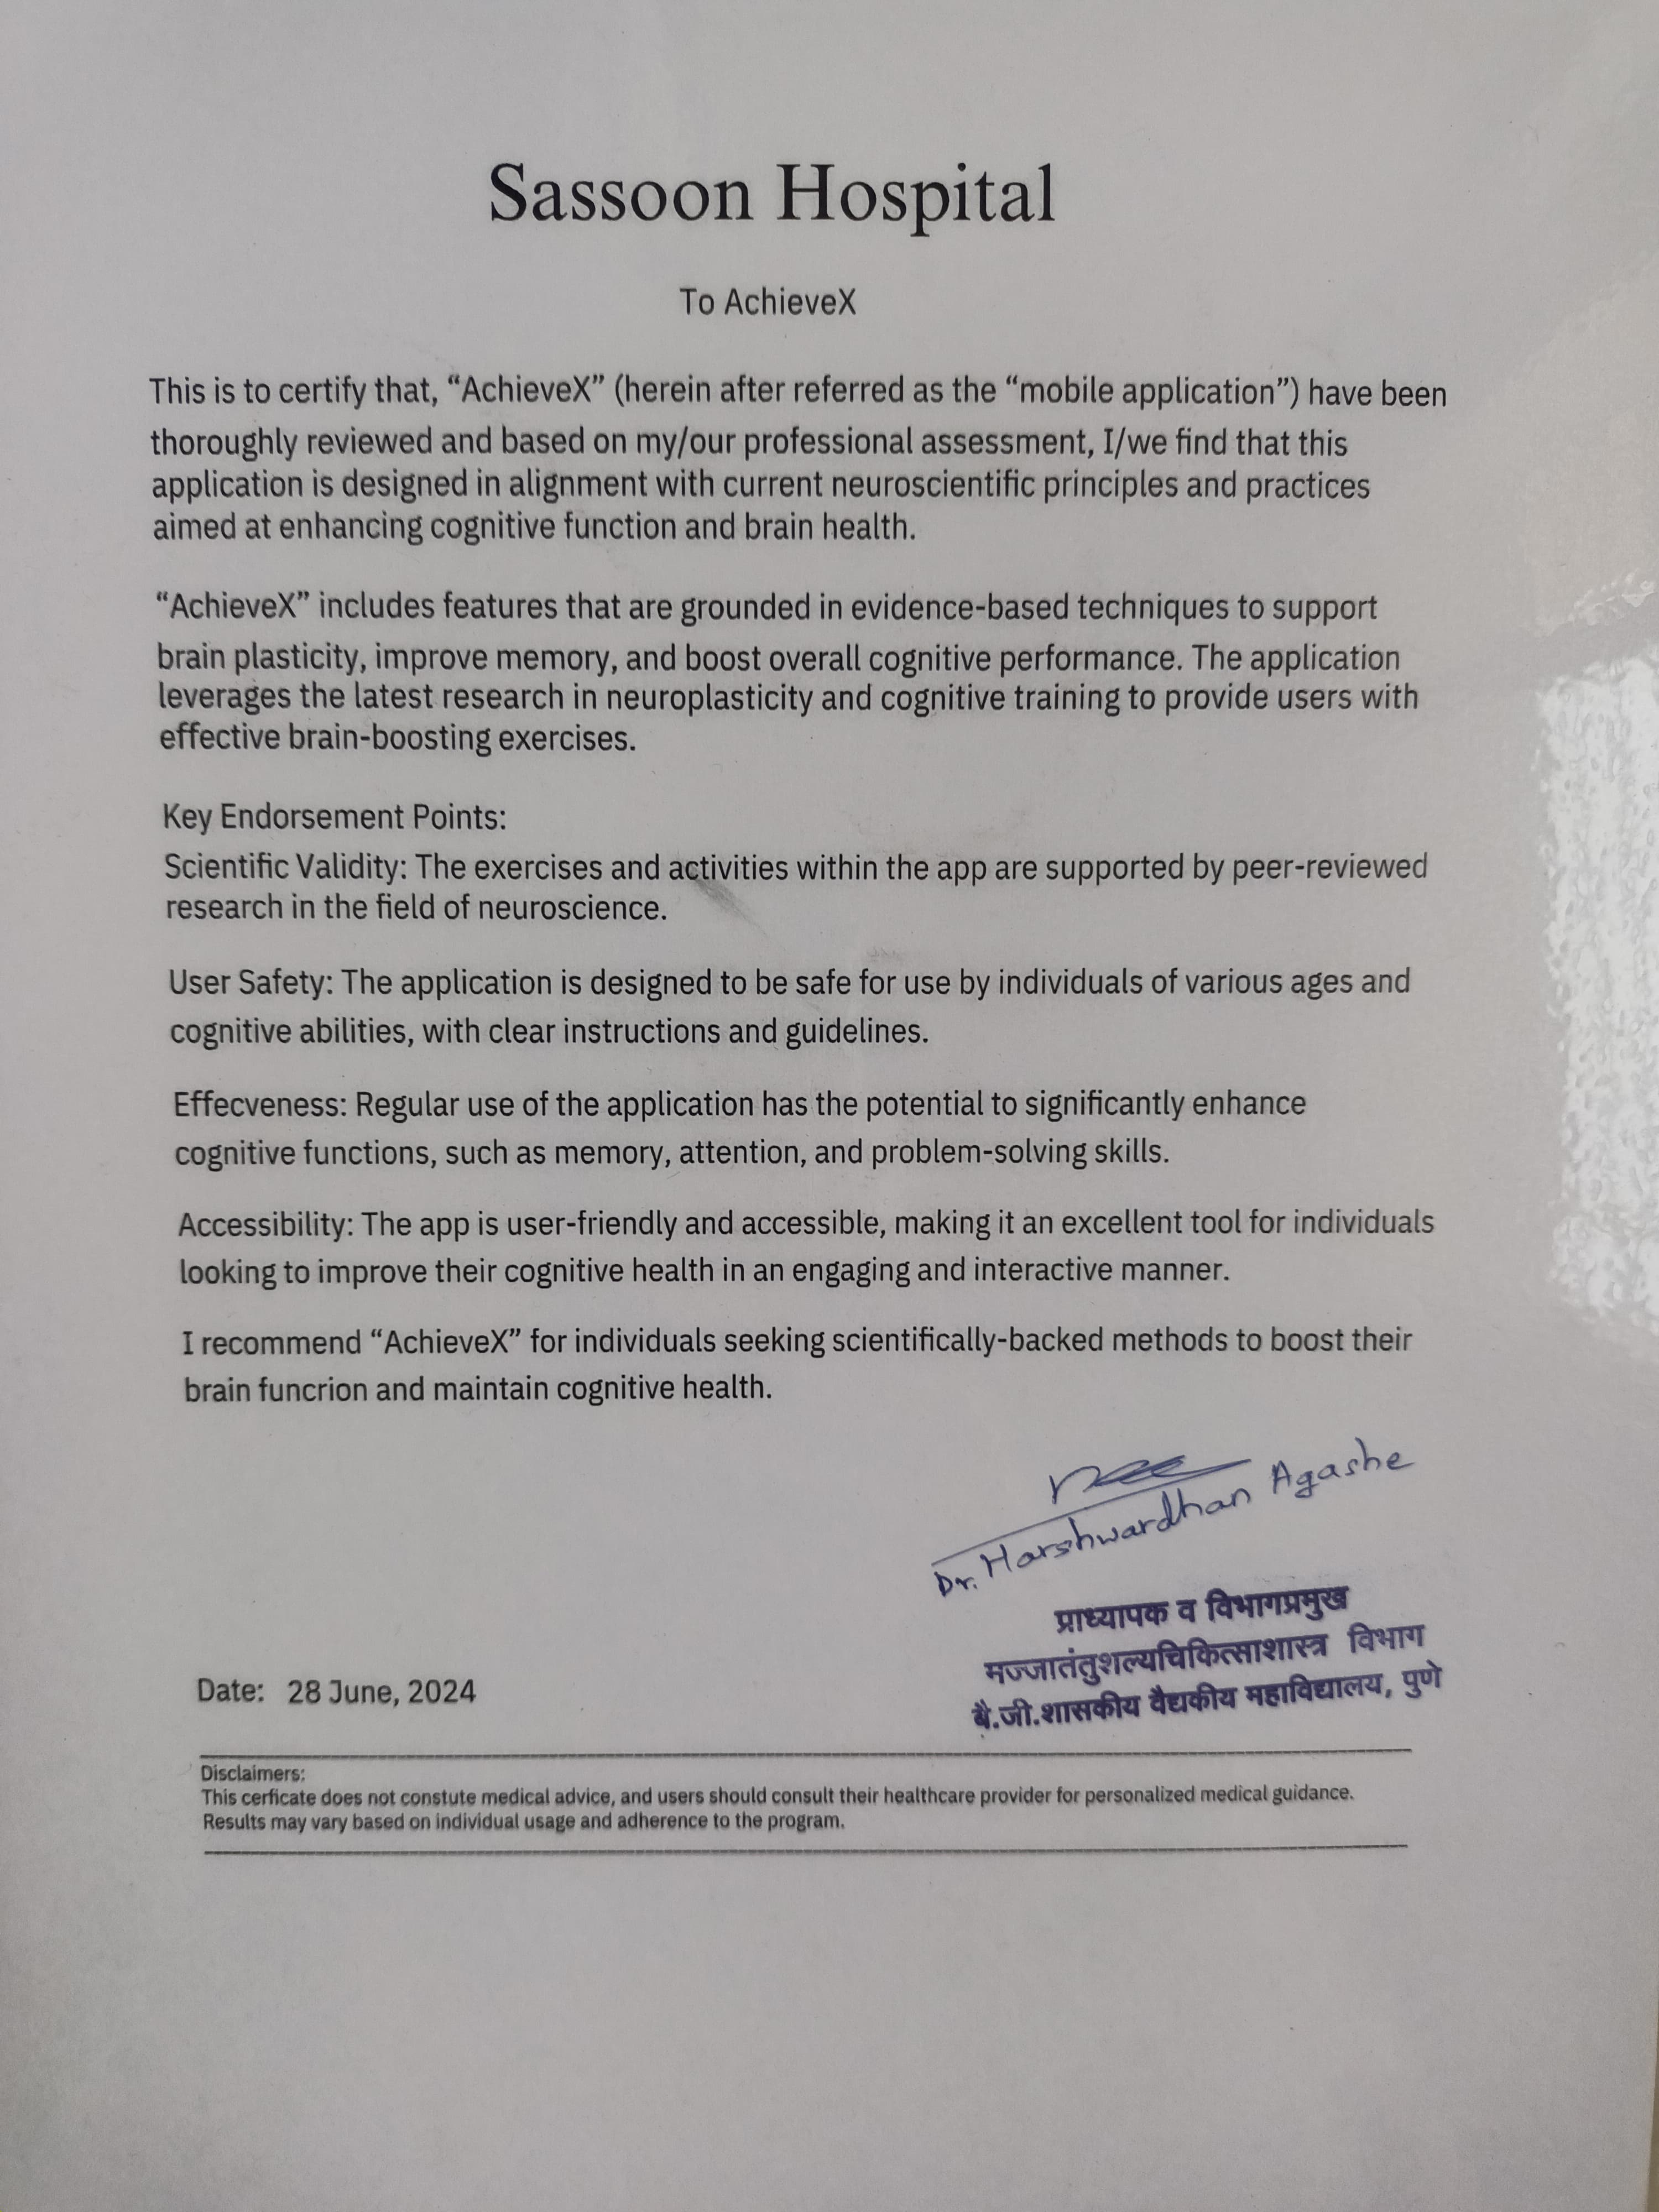 Sassoon Hospital
To AchieveX
This is to certify that, “AchieveX” (herein after referred as the “mobile application”) have been
thoroughly reviewed and based on my/our professional assessment, I/we find that this
application is designed in alignment with current neuroscientific principles and practices
aimed at enhancing cognitive function and brain health.
“AchieveX” includes features that are grounded in evidence-based techniques to support
brain plasticity, improve memory, and boost overall cognitive performance. The application
leverages the latest research in neuroplasticity and cognitive training to provide users with
effective brain-boosting exercises.
Key Endorsement Points:
Scientific Validity: The exercises and activities within the app are supported by peer-reviewed
research in the field of neuroscience.
User Safety: The application is designed to be safe for use by individuals of various ages and
cognitive abilities, with clear instructions and guidelines.
Effecveness: Regular use of the application has the potential to significantly enhance
cognitive functions, such as memory, attention, and problem-solving skills.
Accessibility: The app is user-friendly and accessible, making it an excellent tool for individuals
looking to improve their cognitive health in an engaging and interactive manner.
I recommend “AchieveX” for individuals seeking scientifically-backed methods to boost their
brain funcrion and maintain cognitive health.
Dr. Harshwardhan Agashe
प्राध्यापक व विभागप्रमुख
मज्जातंतुशल्यचिकित्साशास्त्र विभाग
बै.जी.शासकीय वैद्यकीय महाविद्यालय, पुणे
Date: 28 June, 2024
Disclaimers:
This cerficate does not constute medical advice, and users should consult their healthcare provider for personalized medical guidance.
Results may vary based on individual usage and adherence to the program.